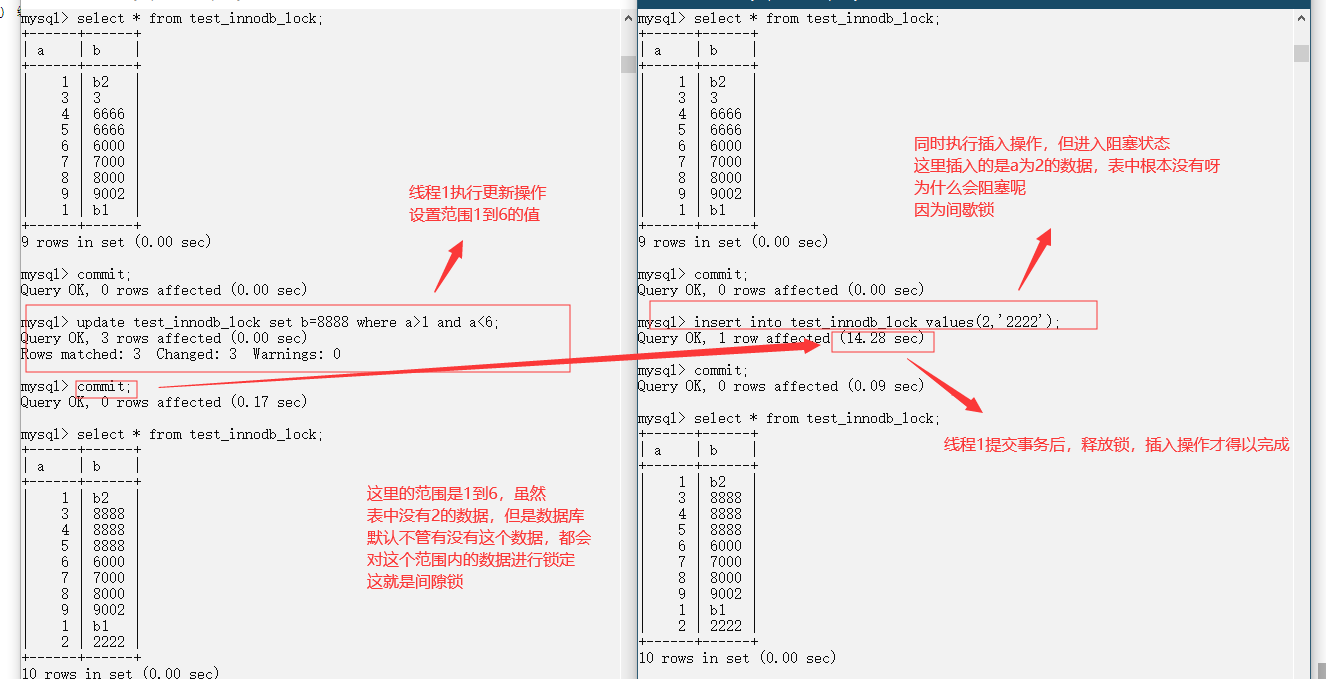 mysql> select * from test_innodb_lock;
+------+------+
| a    | b    |
+------+------+
|    1 | b2   |
|    3 | 3    |
|    4 | 6666 |
|    5 | 6666 |
|    6 | 6000 |
|    7 | 7000 |
|    8 | 8000 |
|    9 | 9002 |
|    1 | b1   |
+------+------+
9 rows in set (0.00 sec)
mysql> commit;
Query OK, 0 rows affected (0.00 sec)
mysql> update test_innodb_lock set b=8888 where a>1 and a<6;
Query OK, 3 rows affected (0.00 sec)
Rows matched: 3  Changed: 3  Warnings: 0
mysql> commit;
Query OK, 0 rows affected (0.17 sec)
mysql> select * from test_innodb_lock;
+------+------+
| a    | b    |
+------+------+
|    1 | b2   |
|    3 | 8888 |
|    4 | 8888 |
|    5 | 8888 |
|    6 | 6000 |
|    7 | 7000 |
|    8 | 8000 |
|    9 | 9002 |
|    1 | b1   |
|    2 | 2222 |
+------+------+
10 rows in set (0.00 sec)
线程1执行更新操作
设置范围1到6的值
这里的范围是1到6，虽然
表中没有2的数据，但是数据库
默认不管有没有这个数据，都会
对这个范围内的数据进行锁定
这就是间隙锁
mysql> select * from test_innodb_lock;
+------+------+
| a    | b    |
+------+------+
|    1 | b2   |
|    3 | 3    |
|    4 | 6666 |
|    5 | 6666 |
|    6 | 6000 |
|    7 | 7000 |
|    8 | 8000 |
|    9 | 9002 |
|    1 | b1   |
+------+------+
9 rows in set (0.00 sec)
mysql> commit;
Query OK, 0 rows affected (0.00 sec)
mysql> insert into test_innodb_lock values(2,'2222');
Query OK, 1 row affected (14.28 sec)
mysql> commit;
Query OK, 0 rows affected (0.09 sec)
mysql> select * from test_innodb_lock;
+------+------+
| a    | b    |
+------+------+
|    1 | b2   |
|    3 | 8888 |
|    4 | 8888 |
|    5 | 8888 |
|    6 | 6000 |
|    7 | 7000 |
|    8 | 8000 |
|    9 | 9002 |
|    1 | b1   |
|    2 | 2222 |
+------+------+
10 rows in set (0.00 sec)
同时执行插入操作，但进入阻塞状态
这里插入的是a为2的数据，表中根本没有呀
为什么会阻塞呢
因为间歇锁
线程1提交事务后，释放锁，插入操作才得以完成